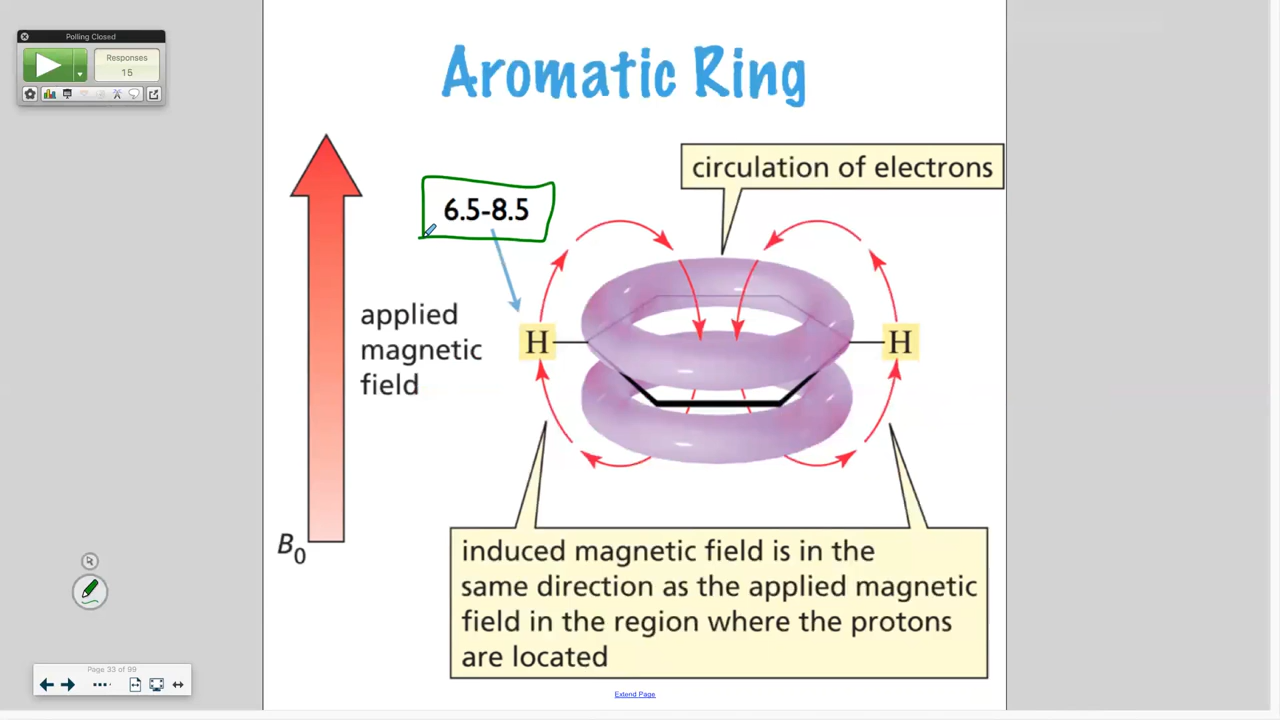 Polling Closed
Responses
15
Aromatic Ring
circulation of electrons
6.5-8.5
applied
magnetic
field
H
H
B0
induced magnetic field is in the
same direction as the applied magnetic
field in the region where the protons
are located
Page 33 of 99
Extend Page